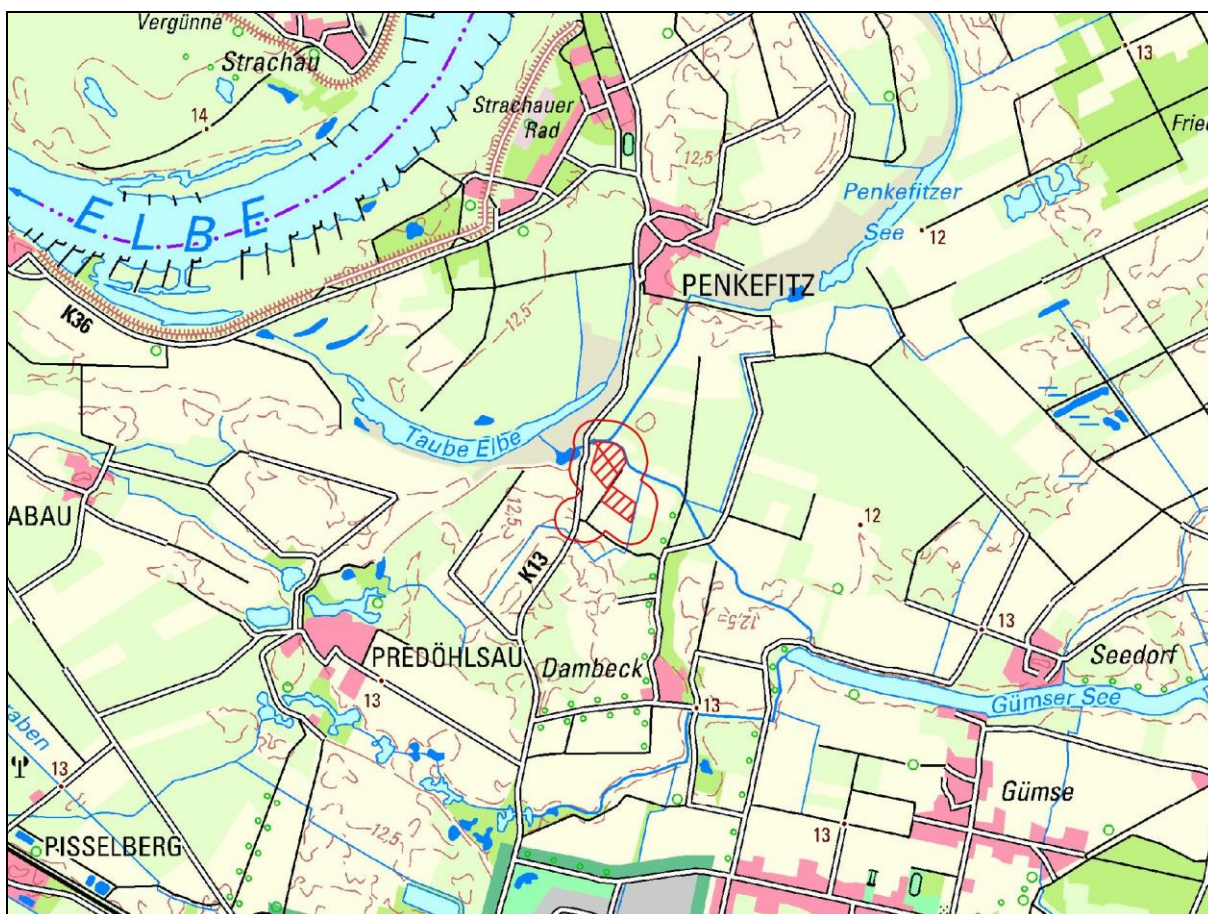 Vergünne
Strachau
14
Strachauer
Rad
12,5
13
Frie
ELBE
Penkefitzer
See
12
PENKEFITZ
K36
12,5
Taube Elbe
ABAU
12,5
12
K13
12,5
13
PREDÖHLSAU
Dambeck
Seedorf
13
13
Gümser See
raben
13
12,5
Gümse
13
PISSELBERG